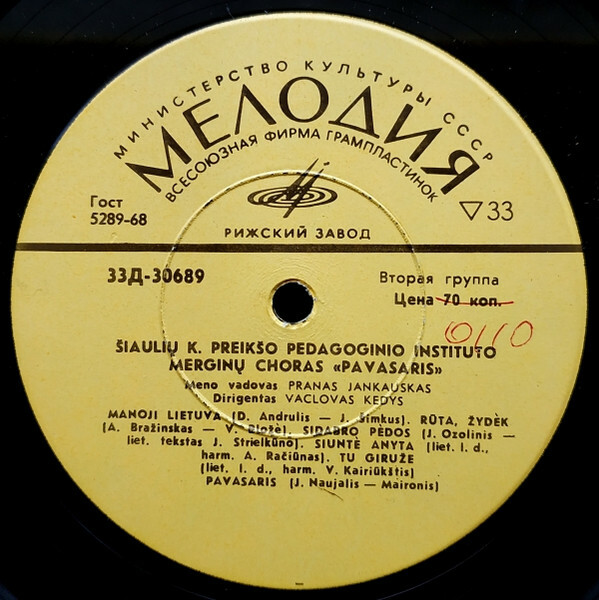 МИНИСТЕРСТВО КУЛЬТУРЫ СССР
МЕЛОДИЯ
ВСЕСОЮЗНАЯ ФИРМА ГРАМПЛАСТИНОК
Гост
5289-68
▽33
РИЖСКИЙ ЗАВОД
33Д-30689
Вторая группа
Цена 70 коп.
0110
ŠIAULIŲ K. PREIKŠO PEDAGOGINIO INSTITUTO
MERGINŲ CHORAS «PAVASARIS»
Meno vadovas PRANAS JANKAUSKAS
Dirigentas VACLOVAS KEDYS
MANOJI LIETUVA (D. Andrulis — J. Šimkus). RŪTA, ŽYDĖK
(A. Bražinskas — V. Bložė). SIDABRO PĖDOS (J. Ozolinis —
liet. tekstas J. Strielkūno). SIUNTĖ ANYTA (liet. l. d.,
harm. A. Račiūnas). TU GIRUŽE
(liet. l. d., harm. V. Kairiūkštis)
PAVASARIS (J. Naujalis — Maironis)